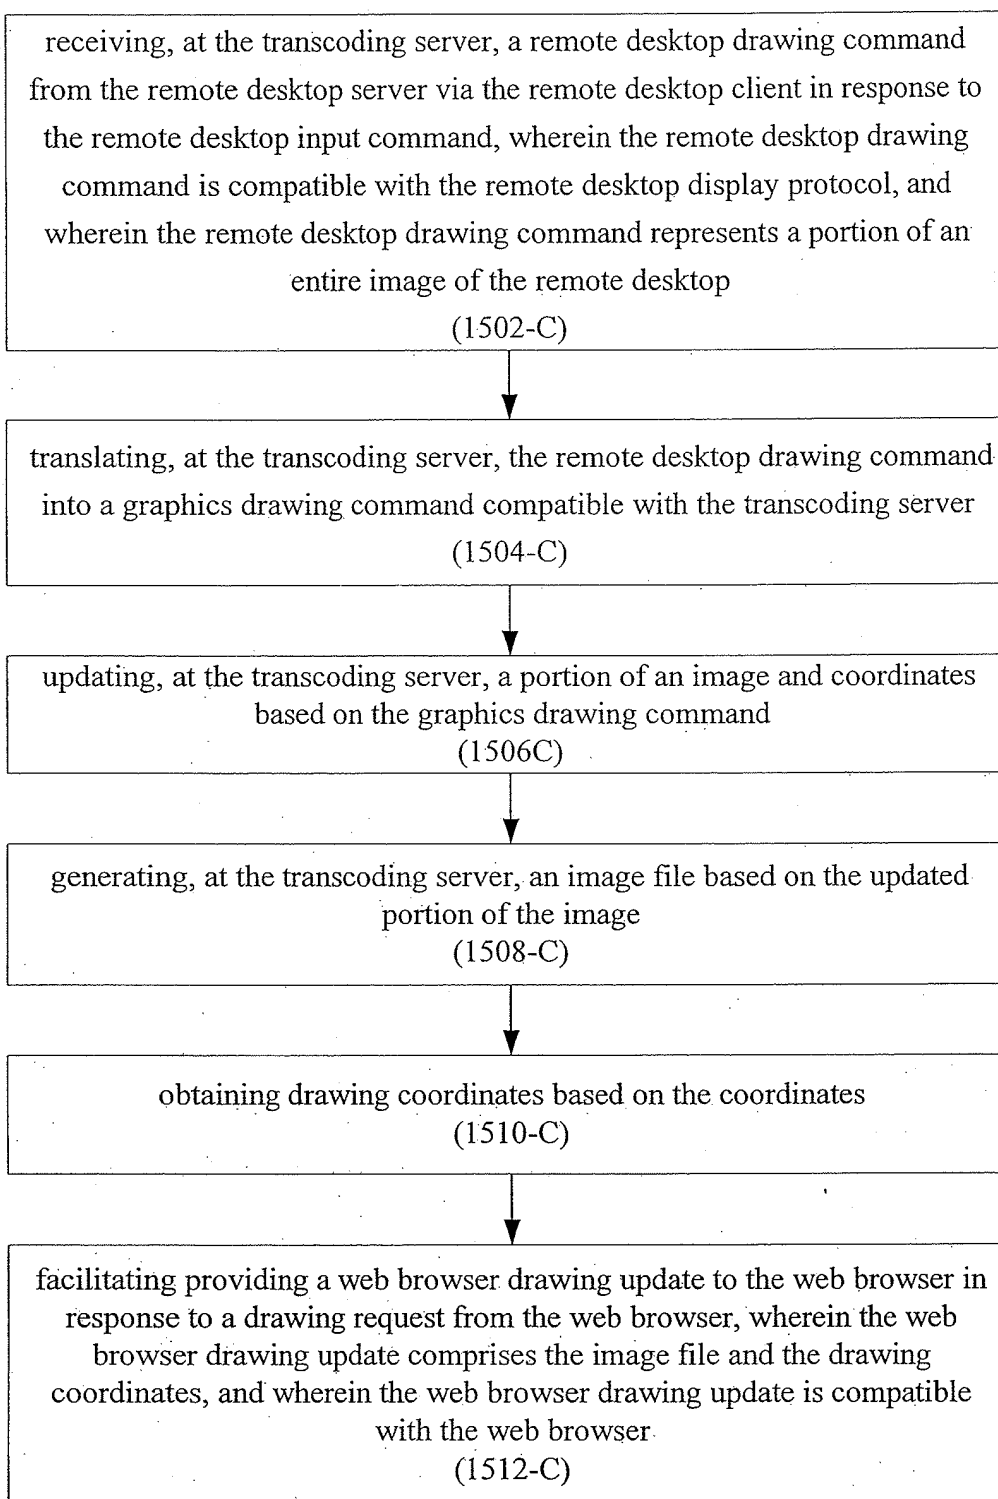 receiving, at the transcoding server, a remote desktop drawing command
from the remote desktop server via the remote desktop client in response to
the remote desktop input command, wherein the remote desktop drawing
command is compatible with the remote desktop display protocol, and
wherein the remote desktop drawing command represents a portion of an
entire image of the remote desktop
(1502-C)
translating, at the transcoding server, the remote desktop drawing command
into a graphics drawing command compatible with the transcoding server
(1504-C)
updating, at the transcoding server, a portion of an image and coordinates
based on the graphics drawing command
(1506C)
generating, at the transcoding server, an image file based on the updated
portion of the image
(1508-C)
obtaining drawing coordinates based on the coordinates
(1510-C)
facilitating providing a web browser drawing update to the web browser in
response to a drawing request from the web browser, wherein the web
browser drawing update comprises the image file and the drawing
coordinates, and wherein the web browser drawing update is compatible
with the web browser
(1512-C)